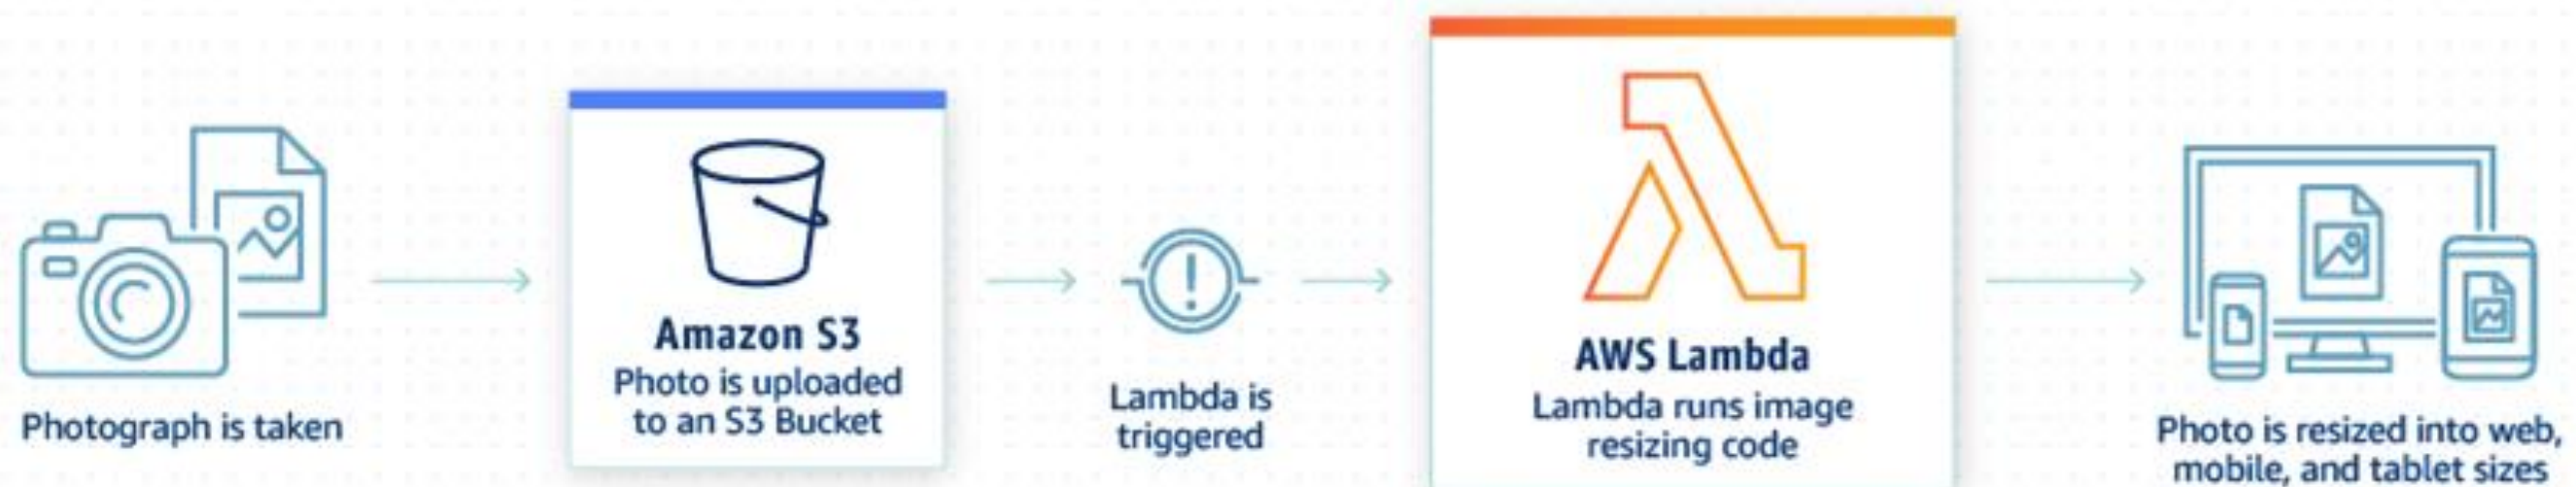 Photograph is taken
Amazon S3
Photo is uploaded
to an S3 Bucket
Lambda is
triggered
AWS Lambda
Lambda runs image
resizing code
Photo is resized into web,
mobile, and tablet sizes